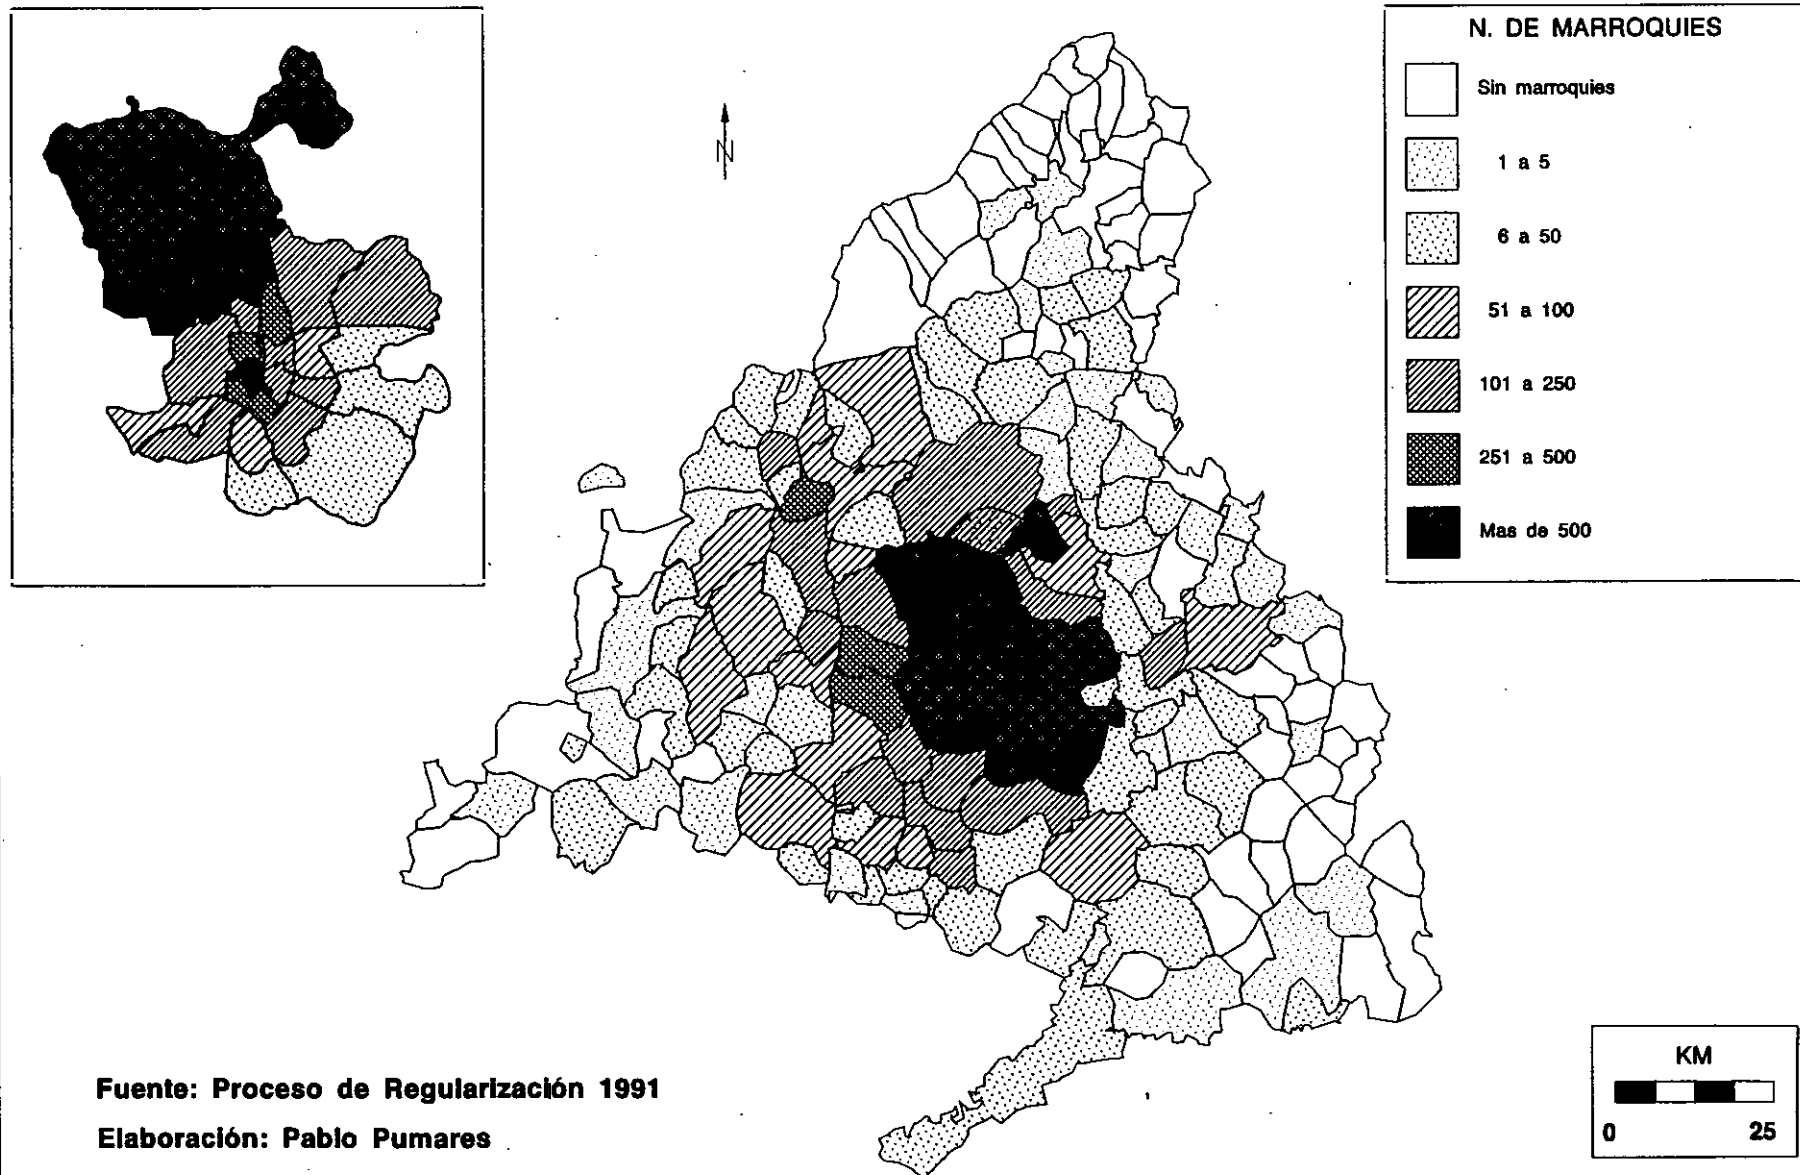 N. DE MARROQUIES
Sin marroquies
1 a 5
6 a 50
51 a 100
101 a 250
251 a 500
Mas de 500
N
Fuente: Proceso de Regularización 1991
Elaboración: Pablo Pumares
KM
0 25